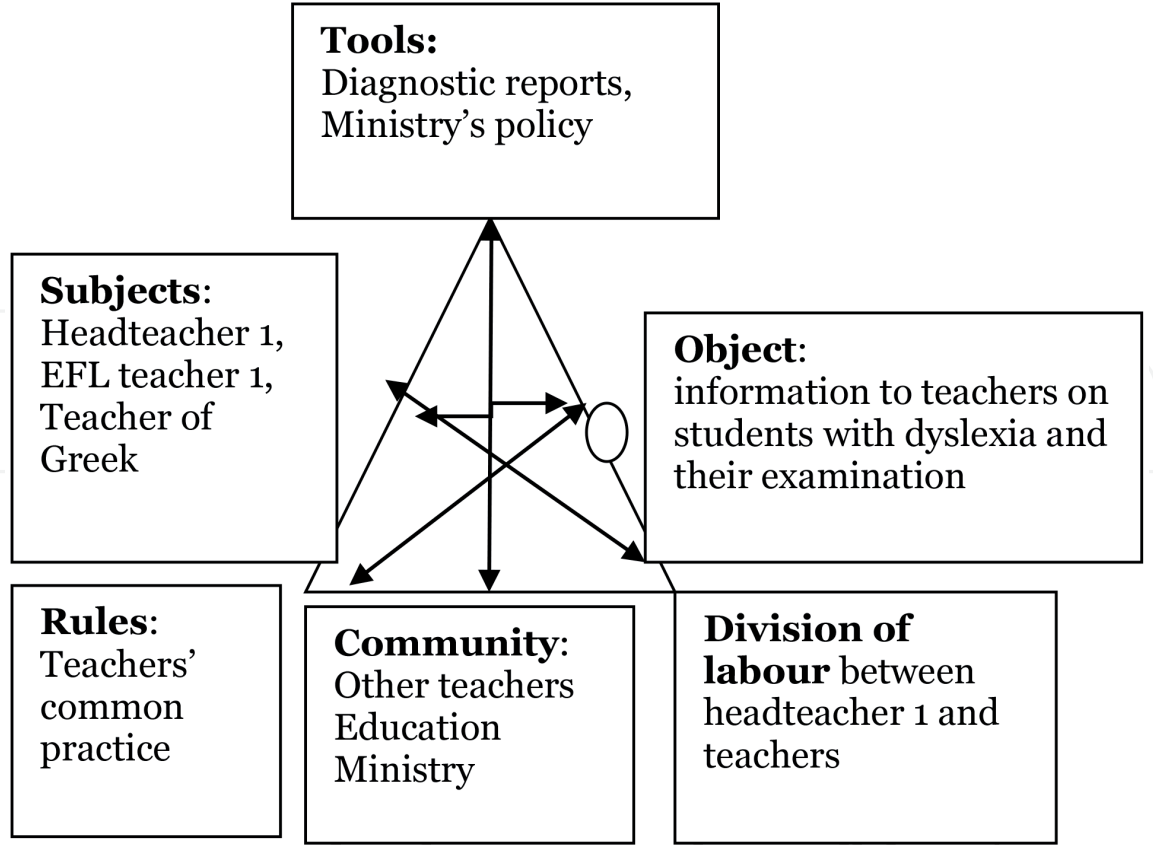 Tools:
Diagnostic reports,
Ministry’s policy
Subjects:
Headteacher 1,
EFL teacher 1,
Teacher of
Greek
Object:
information to teachers on
students with dyslexia and
their examination
Rules:
Teachers’
common
practice
Community:
Other teachers
Education
Ministry
Division of
labour between
headteacher 1 and
teachers